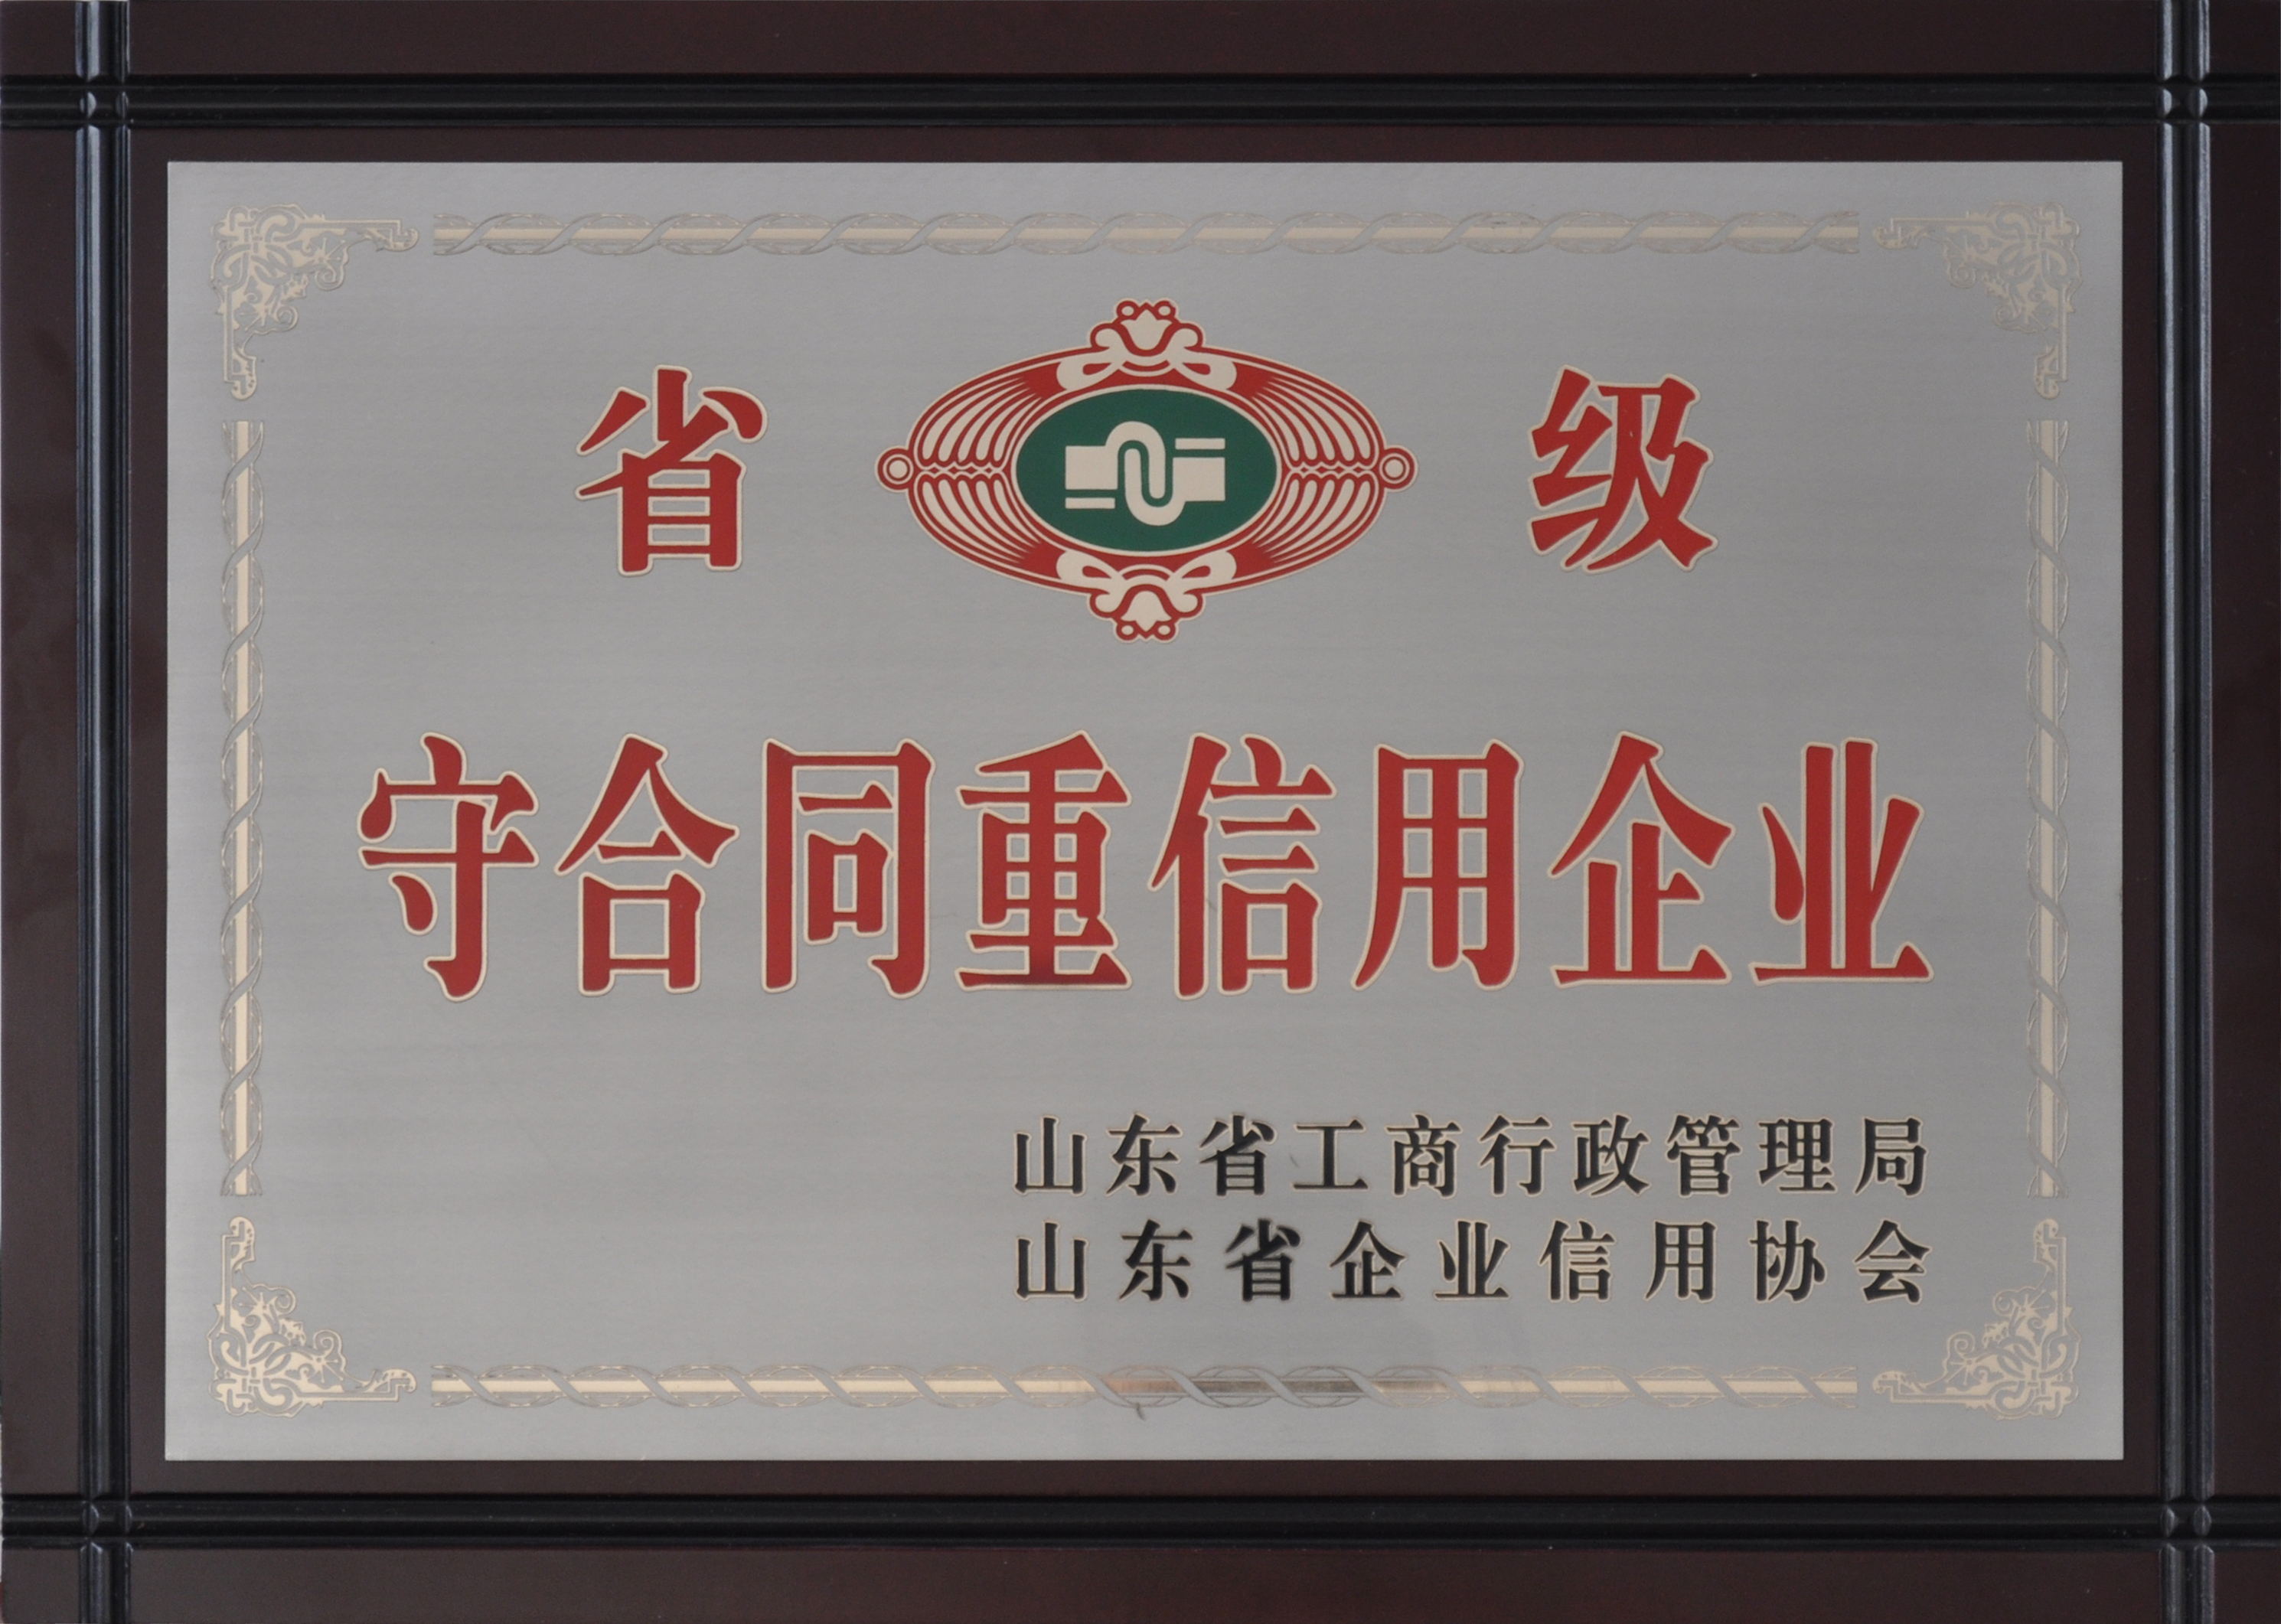 省级
守合同重信用企业
山东省工商行政管理局
山东省企业信用协会